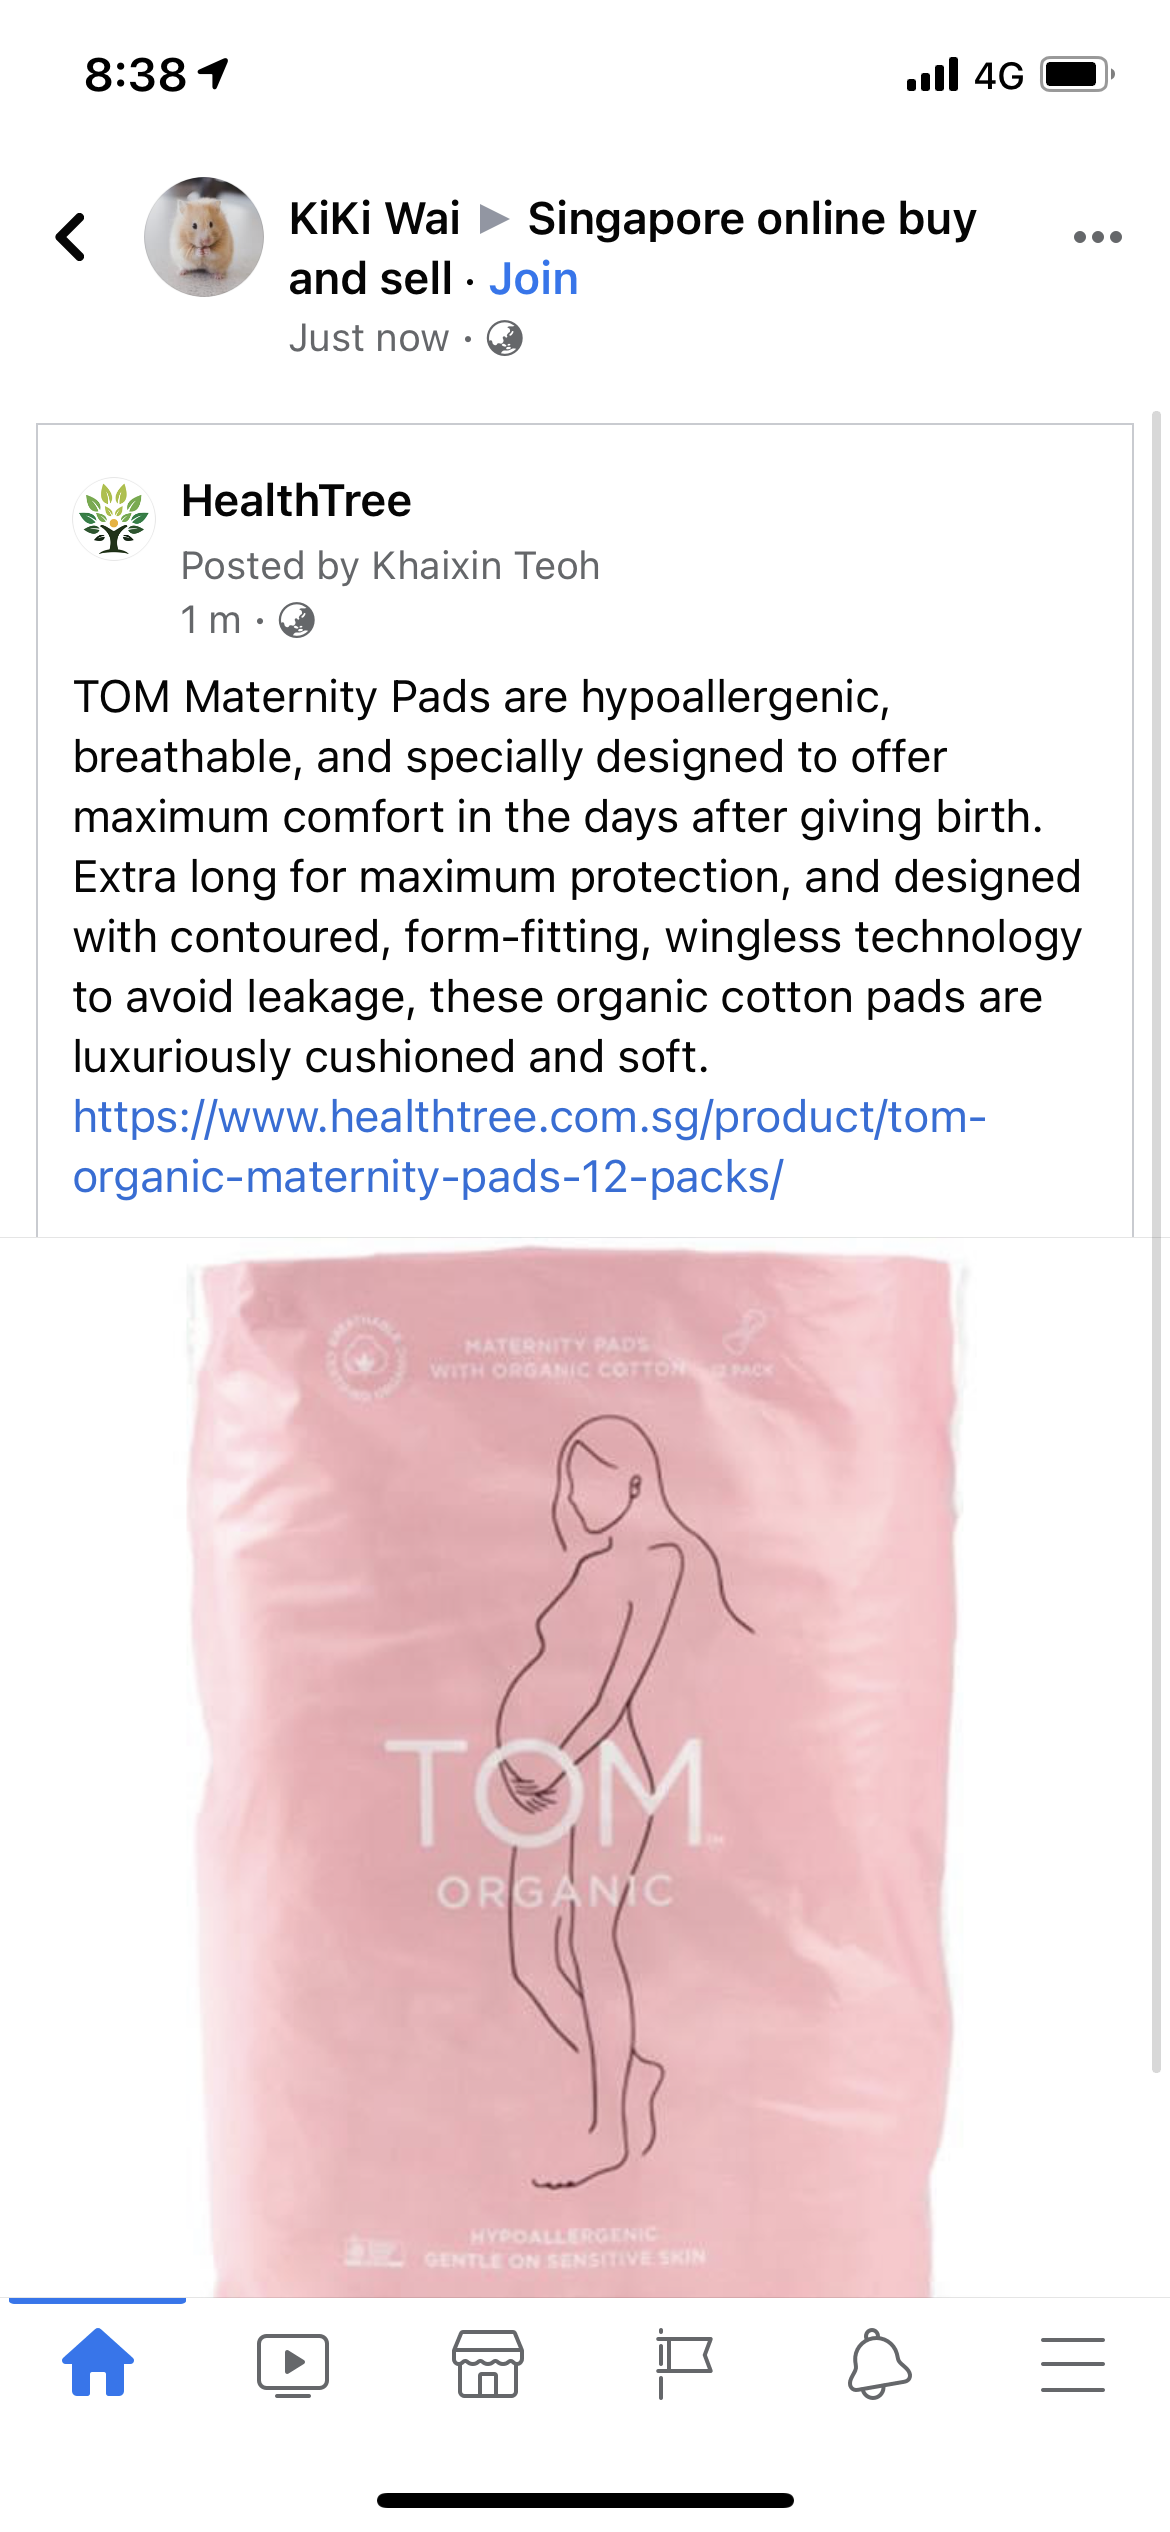 8:38
4G
KiKi Wai ▶ Singapore online buy
and sell · Join
Just now ·
HealthTree
Posted by Khaixin Teoh
1 m ·
TOM Maternity Pads are hypoallergenic,
breathable, and specially designed to offer
maximum comfort in the days after giving birth.
Extra long for maximum protection, and designed
with contoured, form-fitting, wingless technology
to avoid leakage, these organic cotton pads are
luxuriously cushioned and soft.
https://www.healthtree.com.sg/product/tom-
organic-maternity-pads-12-packs/
MATERNITY PADS
WITH ORGANIC COTTON
12 PACK
TOM
ORGANIC
HYPOALLERGENIC
GENTLE ON SENSITIVE SKIN